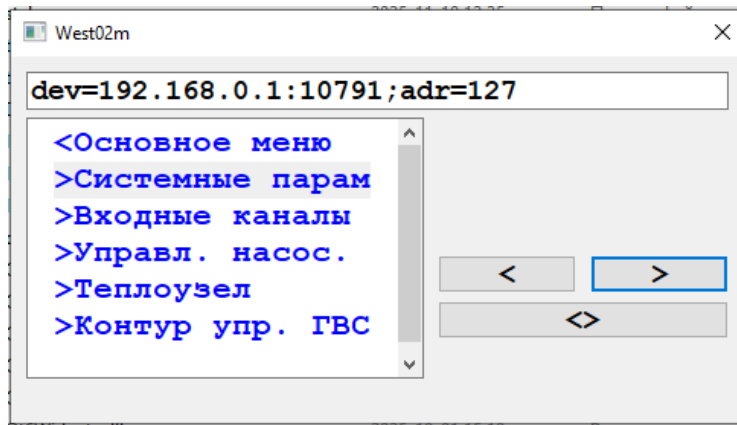 West02m
dev=192.168.0.1:10791;adr=127
<Основное меню
>Системные парам
>Входные каналы
>Управл. насос.
>Теплоузел
>Контур упр. ГВС
< >
<>